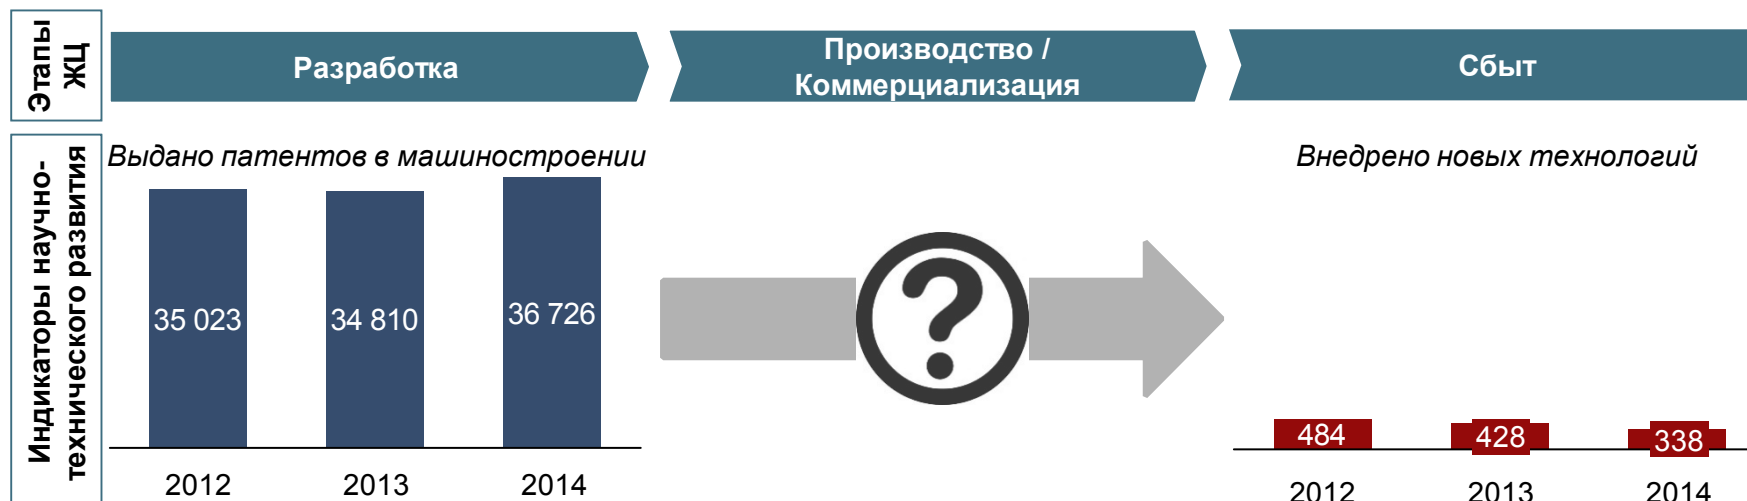 Этапы
ЖЦ
Разработка
Производство /
Коммерциализация
Сбыт
Индикаторы научно-
технического развития
Выдано патентов в машиностроении
35 023
34 810
36 726
2012
2013
2014
?
Внедрено новых технологий
484
428
338
2012
2013
2014